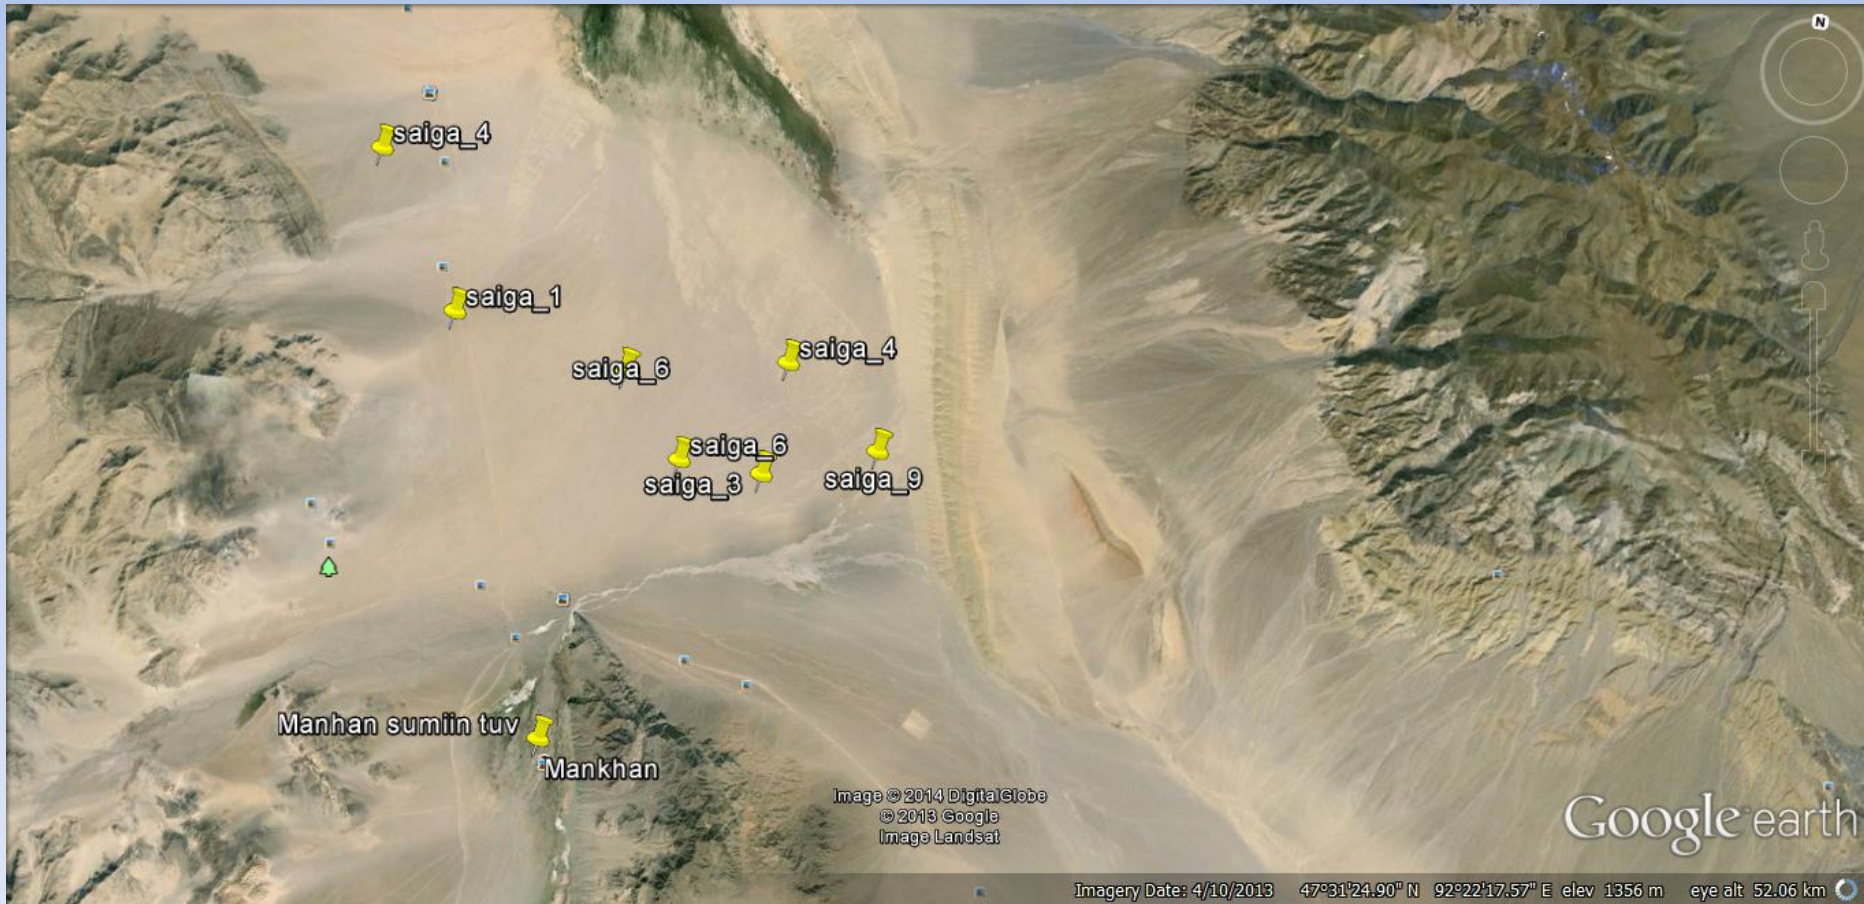 N
saiga_4
saiga_1
saiga_4
saiga_6
saiga_6
saiga_3
saiga_9
Manhan sumiin tuv
Mankhan
Image © 2014 DigitalGlobe
© 2013 Google
Image Landsat
Google earth
Imagery Date: 4/10/2013 47°31'24.90" N 92°22'17.57" E elev 1356 m eye alt 52.06 km